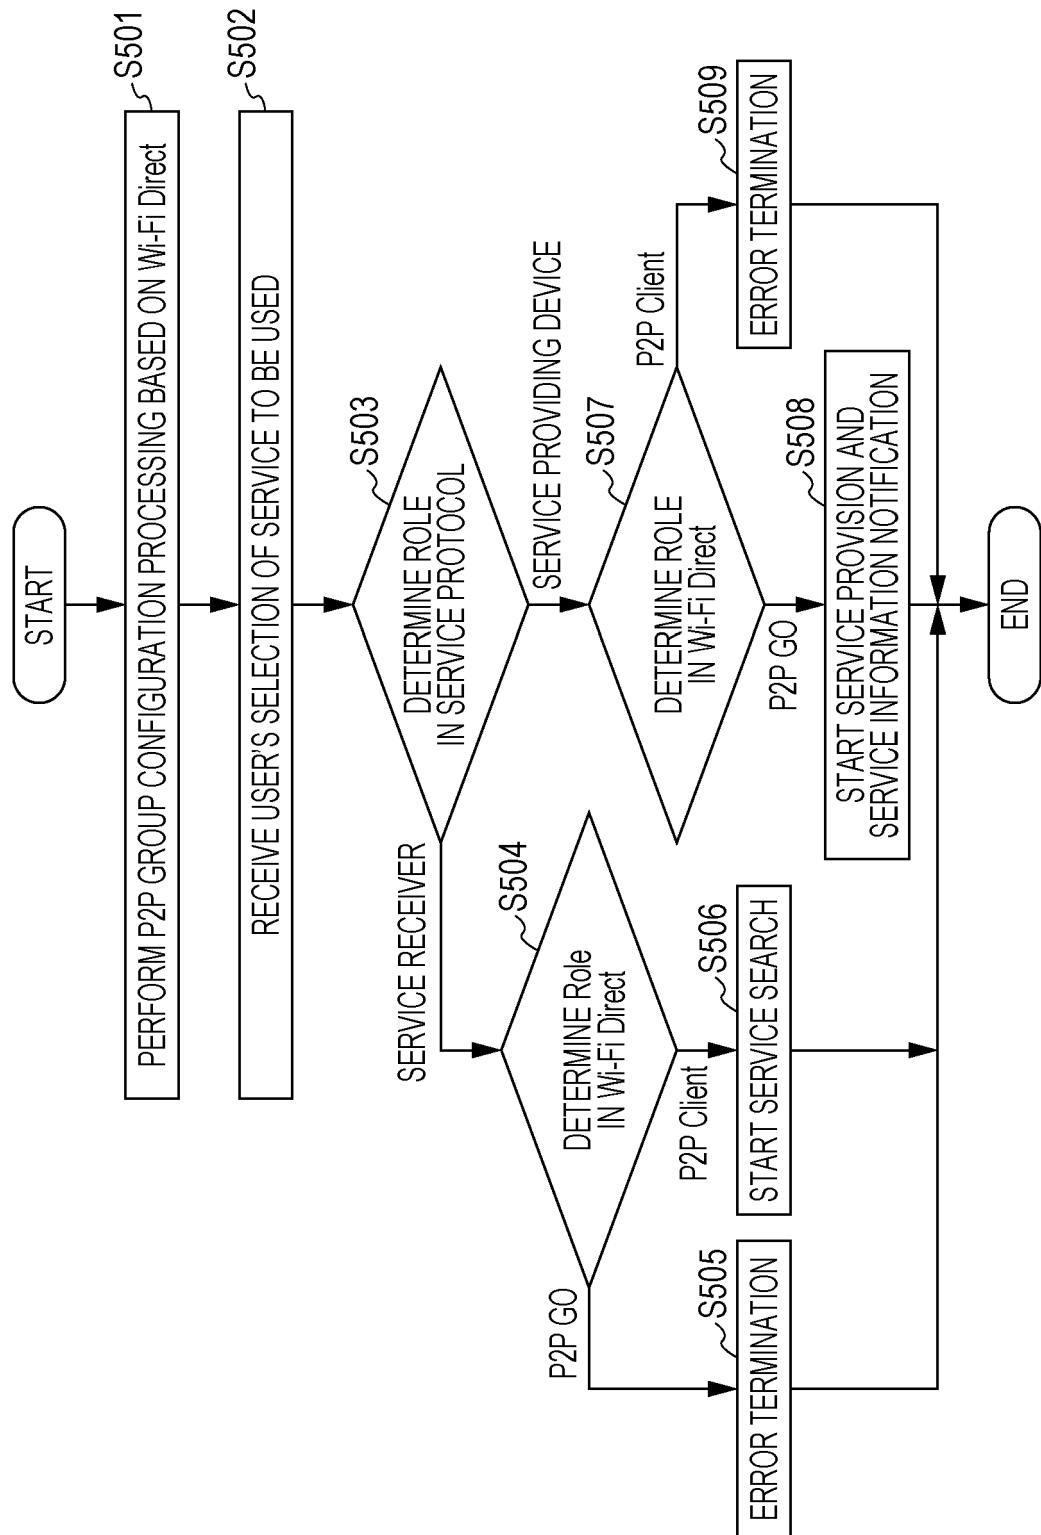 START
S501
PERFORM P2P GROUP CONFIGURATION PROCESSING BASED ON Wi-Fi Direct
S502
RECEIVE USER'S SELECTION OF SERVICE TO BE USED
S503
DETERMINE ROLE
IN SERVICE PROTOCOL
SERVICE RECEIVER
SERVICE PROVIDING DEVICE
S504
DETERMINE Role
IN Wi-Fi Direct
P2P GO
P2P Client
S505
ERROR TERMINATION
S506
START SERVICE SEARCH
S507
DETERMINE ROLE
IN Wi-Fi Direct
P2P GO
P2P Client
S508
START SERVICE PROVISION AND
SERVICE INFORMATION NOTIFICATION
S509
ERROR TERMINATION
END